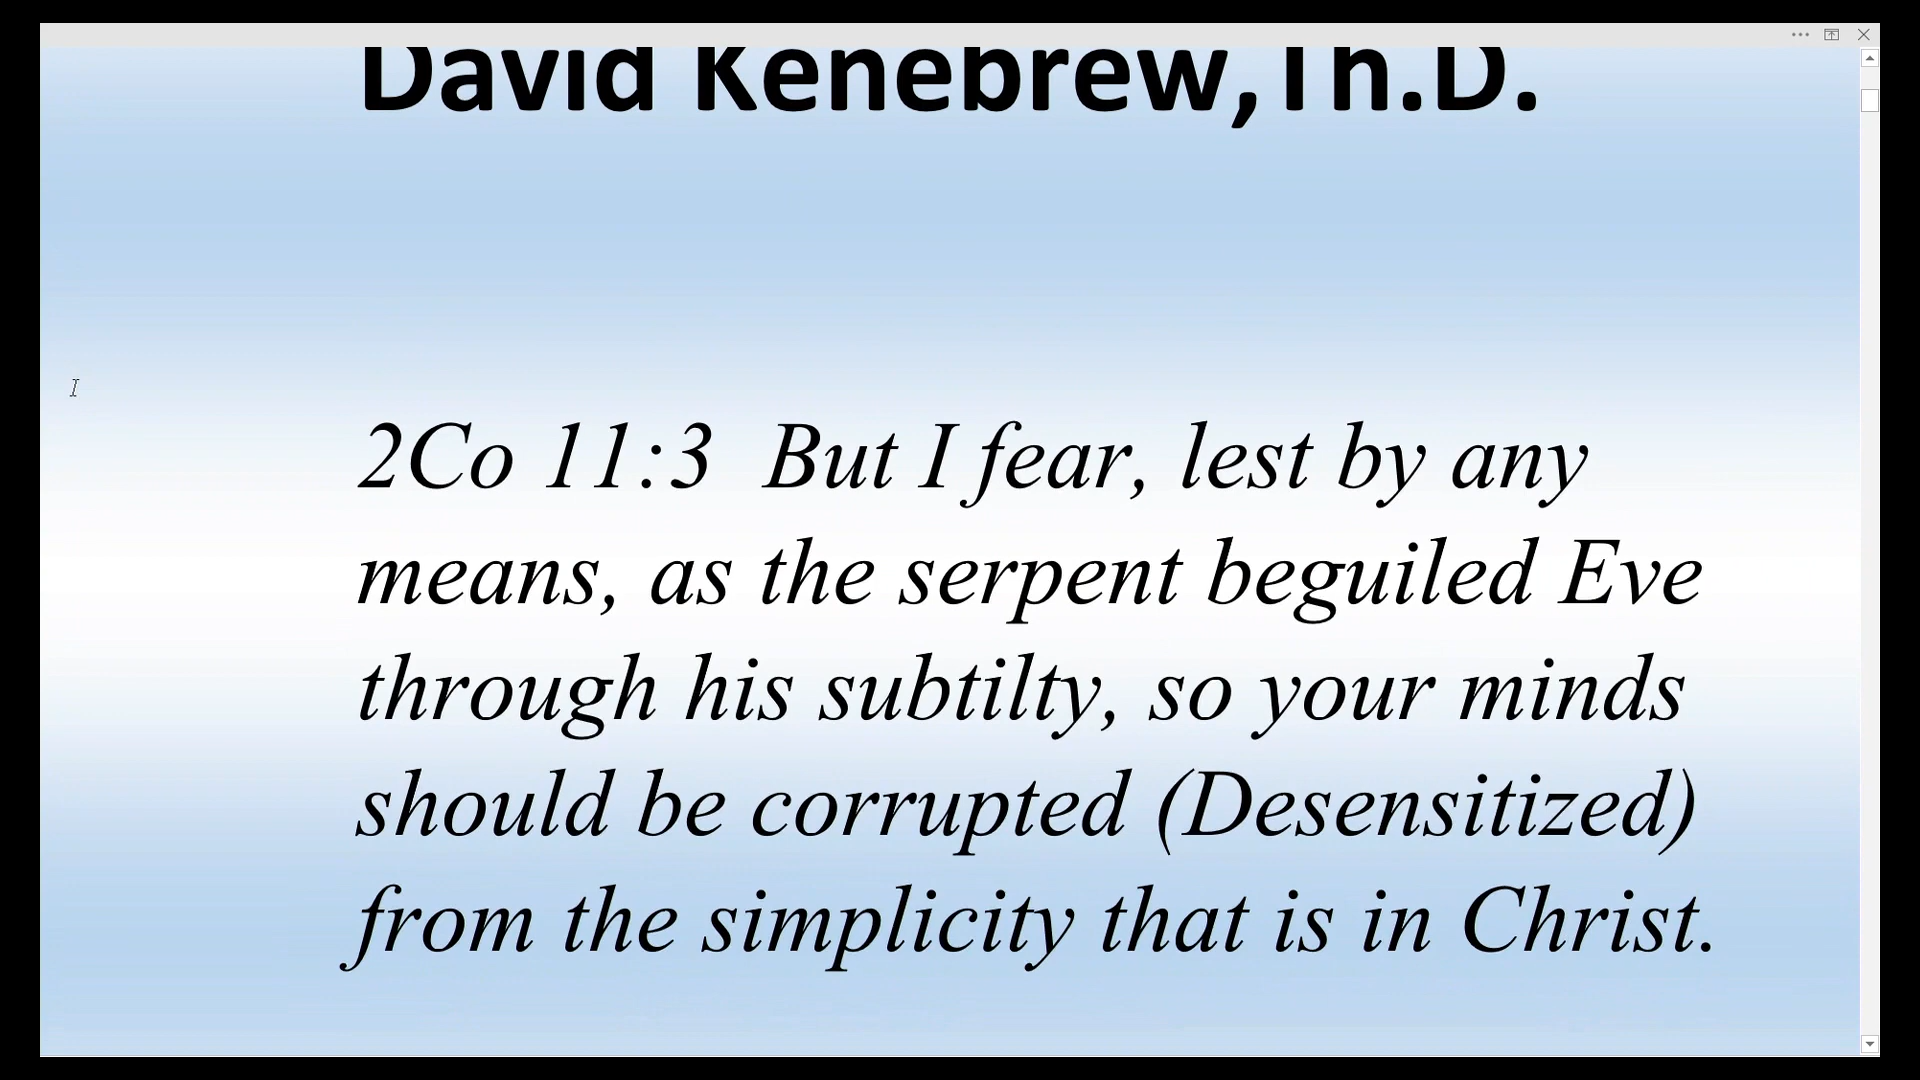 David Kenebrew,Th.D.
2Co 11:3  But I fear, lest by any
means, as the serpent beguiled Eve
through his subtilty, so your minds
should be corrupted (Desensitized)
from the simplicity that is in Christ.